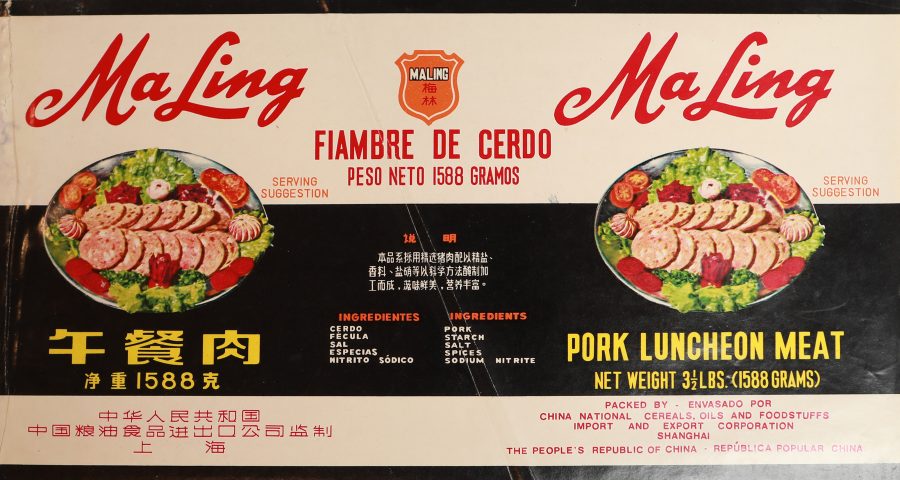 Ma Ling
MALING
梅
林
FIAMBRE DE CERDO
PESO NETO 1588 GRAMOS
SERVING
SUGGESTION
Ma Ling
SERVING
SUGGESTION
说 明
本品系採用精选猪肉配以精盐、
香料、盐硝等以科学方法醃制加
工而成，滋味鲜美，营养丰富。
INGREDIENTES
CERDO
FÉCULA
SAL
ESPECIAS
NITRITO SÓDICO
INGREDIENTS
PORK
STARCH
SALT
SPICES
SODIUM NITRITE
午餐肉
净重1588克
PORK LUNCHEON MEAT
NET WEIGHT 3½LBS. (1588 GRAMS)
中华人民共和国
中国粮油食品进出口公司监制
上海
PACKED BY - ENVASADO POR
CHINA NATIONAL CEREALS, OILS AND FOODSTUFFS
IMPORT AND EXPORT CORPORATION
SHANGHAI
THE PEOPLE'S REPUBLIC OF CHINA - REPÚBLICA POPULAR CHINA